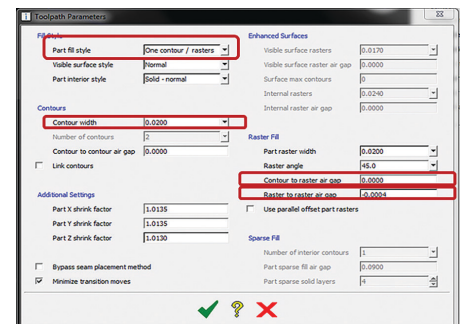 Toolpath Parameters
Fill Style
Part fill style One contour / rasters
Visible surface style Normal
Part interior style Solid - normal
Contours
Contour width 0.0200
Number of contours 2
Contour to contour air gap 0.0000
Link contours
Additional Settings
Part X shrink factor 1.0135
Part Y shrink factor 1.0135
Part Z shrink factor 1.0130
Bypass seam placement method
Minimize transition moves
Enhanced Surfaces
Visible surface rasters 0.0170
Visible surface raster air gap 0.0000
Surface max contours 0
Internal rasters 0.0240
Internal raster air gap 0.0000
Raster Fill
Part raster width 0.0200
Raster angle 45.0
Contour to raster air gap 0.0000
Raster to raster air gap -0.0004
Use parallel offset part rasters
Sparse Fill
Number of interior contours 1
Part sparse fill air gap 0.0900
Part sparse solid layers 4